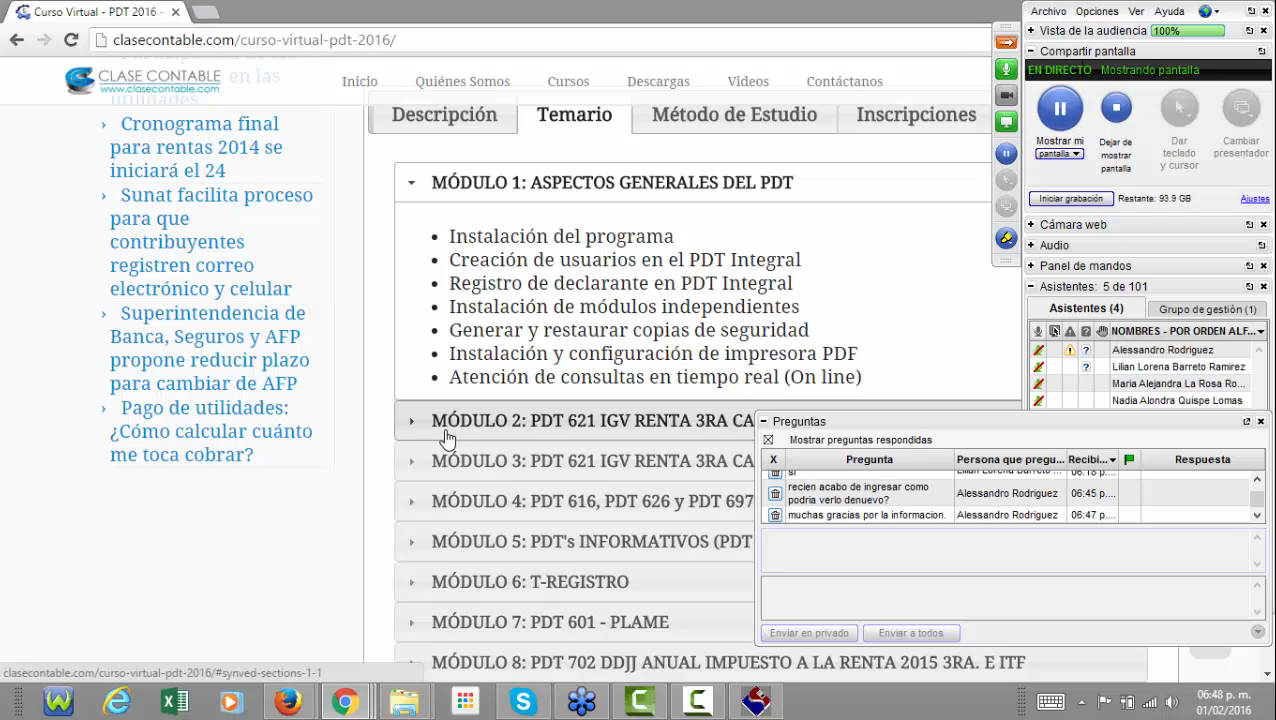 Curso Virtual - PDT 2016 -
clasecontable.com/curso-virtual-pdt-2016/
CLASE CONTABLE
www.clasecontable.com
Inicio
Quiénes Somos
Cursos
Descargas
Videos
Contáctanos
en las
utilidades
Cronograma final
para rentas 2014 se
iniciará el 24
Sunat facilita proceso
para que
contribuyentes
registren correo
electrónico y celular
Superintendencia de
Banca, Seguros y AFP
propone reducir plazo
para cambiar de AFP
Pago de utilidades:
¿Cómo calcular cuánto
me toca cobrar?
Descripción
Temario
Método de Estudio
Inscripciones
MÓDULO 1: ASPECTOS GENERALES DEL PDT
• Instalación del programa
• Creación de usuarios en el PDT Integral
• Registro de declarante en PDT Integral
• Instalación de módulos independientes
• Generar y restaurar copias de seguridad
• Instalación y configuración de impresora PDF
• Atención de consultas en tiempo real (On line)
MÓDULO 2: PDT 621 IGV RENTA 3RA CA
MÓDULO 3: PDT 621 IGV RENTA 3RA CA
MÓDULO 4: PDT 616, PDT 626 y PDT 697
MÓDULO 5: PDT's INFORMATIVOS (PDT
MÓDULO 6: T-REGISTRO
MÓDULO 7: PDT 601 - PLAME
MÓDULO 8: PDT 702 DDJJ ANUAL IMPUESTO A LA RENTA 2015 3RA. E ITF
clasecontable.com/curso-virtual-pdt-2016/#synved-sections-1-1
Archivo Opciones Ver Ayuda
Vista de la audiencia 100%
Compartir pantalla
EN DIRECTO Mostrando pantalla
Mostrar mi
pantalla
Dejar de
mostrar
pantalla
Dar
teclado
y cursor
Cambiar
presentador
Iniciar grabación
Restante: 93.9 GB
Ajustes
Cámara web
Audio
Panel de mandos
Asistentes: 5 de 101
Asistentes (4)
Grupo de gestión (1)
NOMBRES - POR ORDEN ALF...
Alessandro Rodriguez
Lilian Lorena Barreto Ramirez
Maria Alejandra La Rosa Ro...
Nadia Alondra Quispe Lomas
Preguntas
Mostrar preguntas respondidas
X Pregunta Persona que pregu... Recibi... Respuesta
si Lilian Lorena Barreto ... 06:18 p....
recien acabo de ingresar como
podria verlo denuevo? Alessandro Rodriguez 06:45 p....
muchas gracias por la informacion. Alessandro Rodriguez 06:47 p....
Enviar en privado
Enviar a todos
06:48 p. m.
01/02/2016